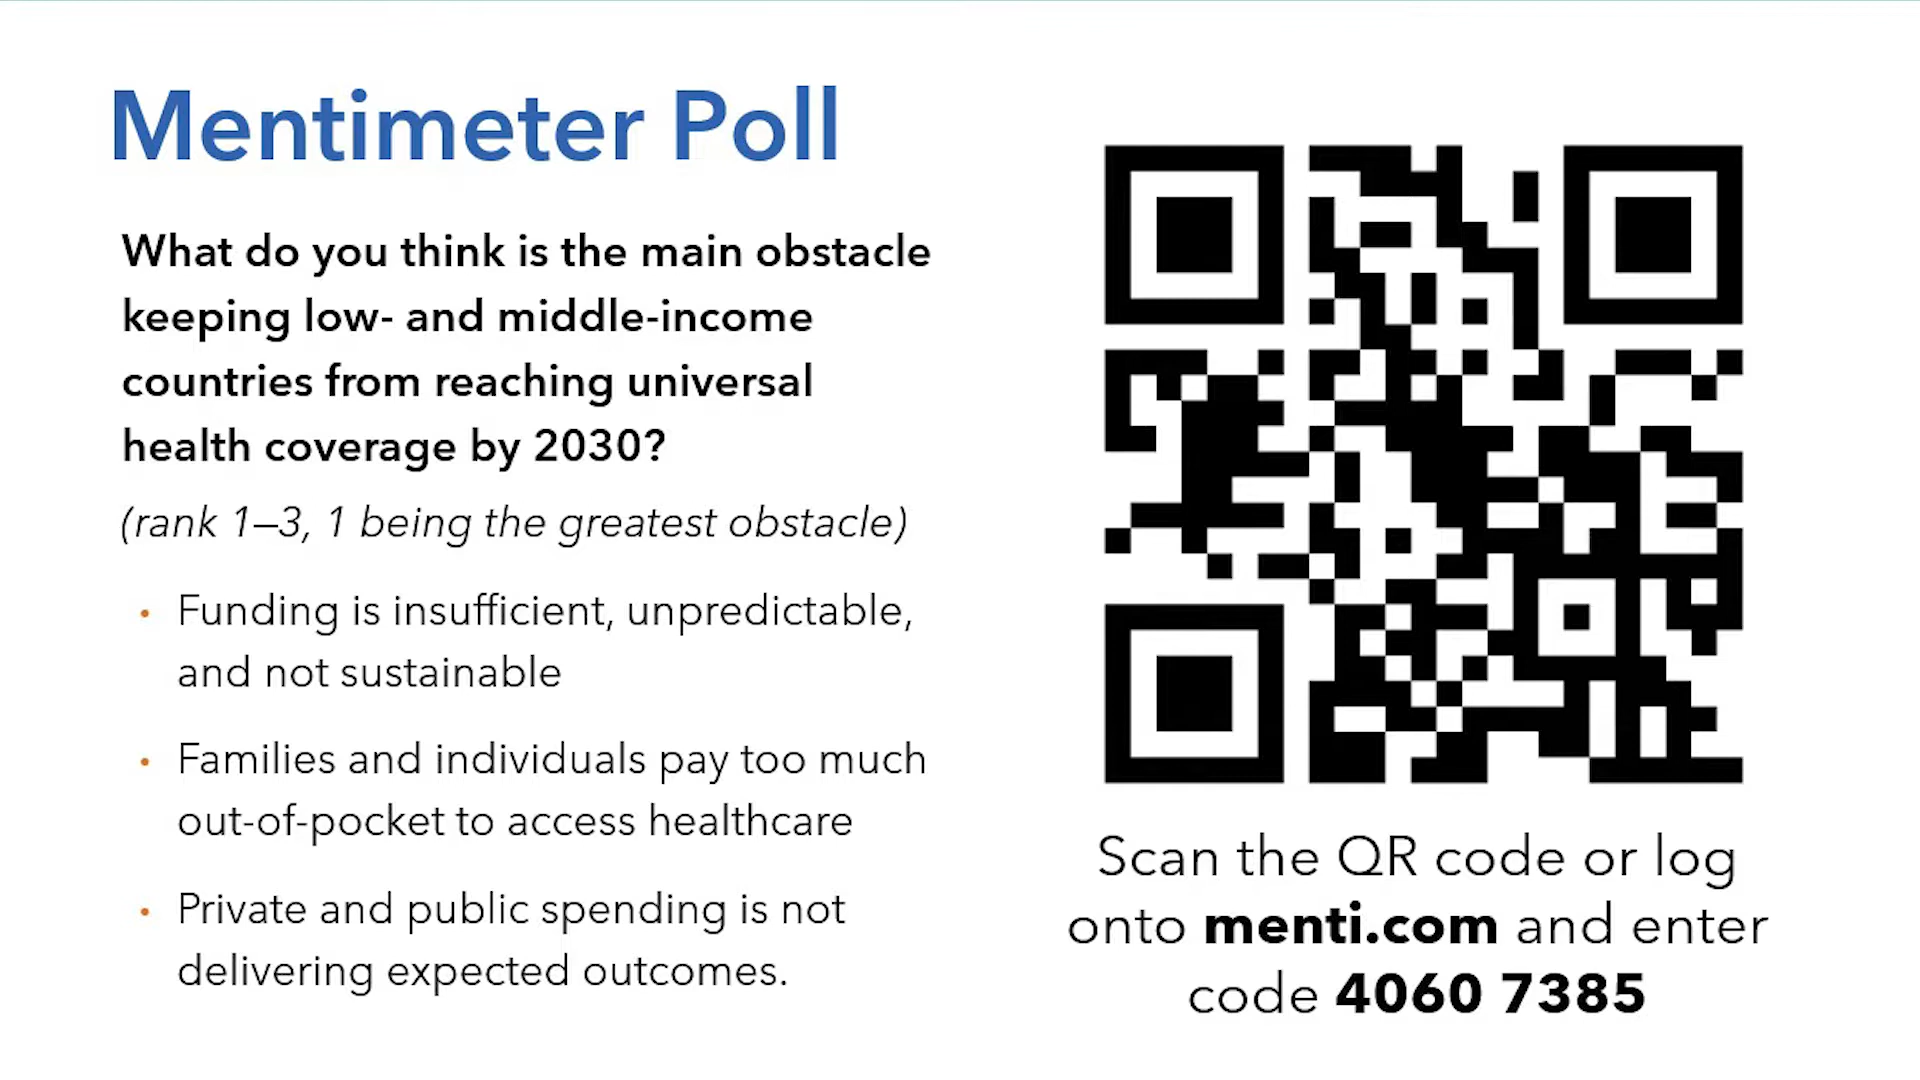 Mentimeter Poll
What do you think is the main obstacle
keeping low- and middle-income
countries from reaching universal
health coverage by 2030?
(rank 1–3, 1 being the greatest obstacle)
• Funding is insufficient, unpredictable,
and not sustainable
• Families and individuals pay too much
out-of-pocket to access healthcare
• Private and public spending is not
delivering expected outcomes.
Scan the QR code or log
onto menti.com and enter
code 4060 7385